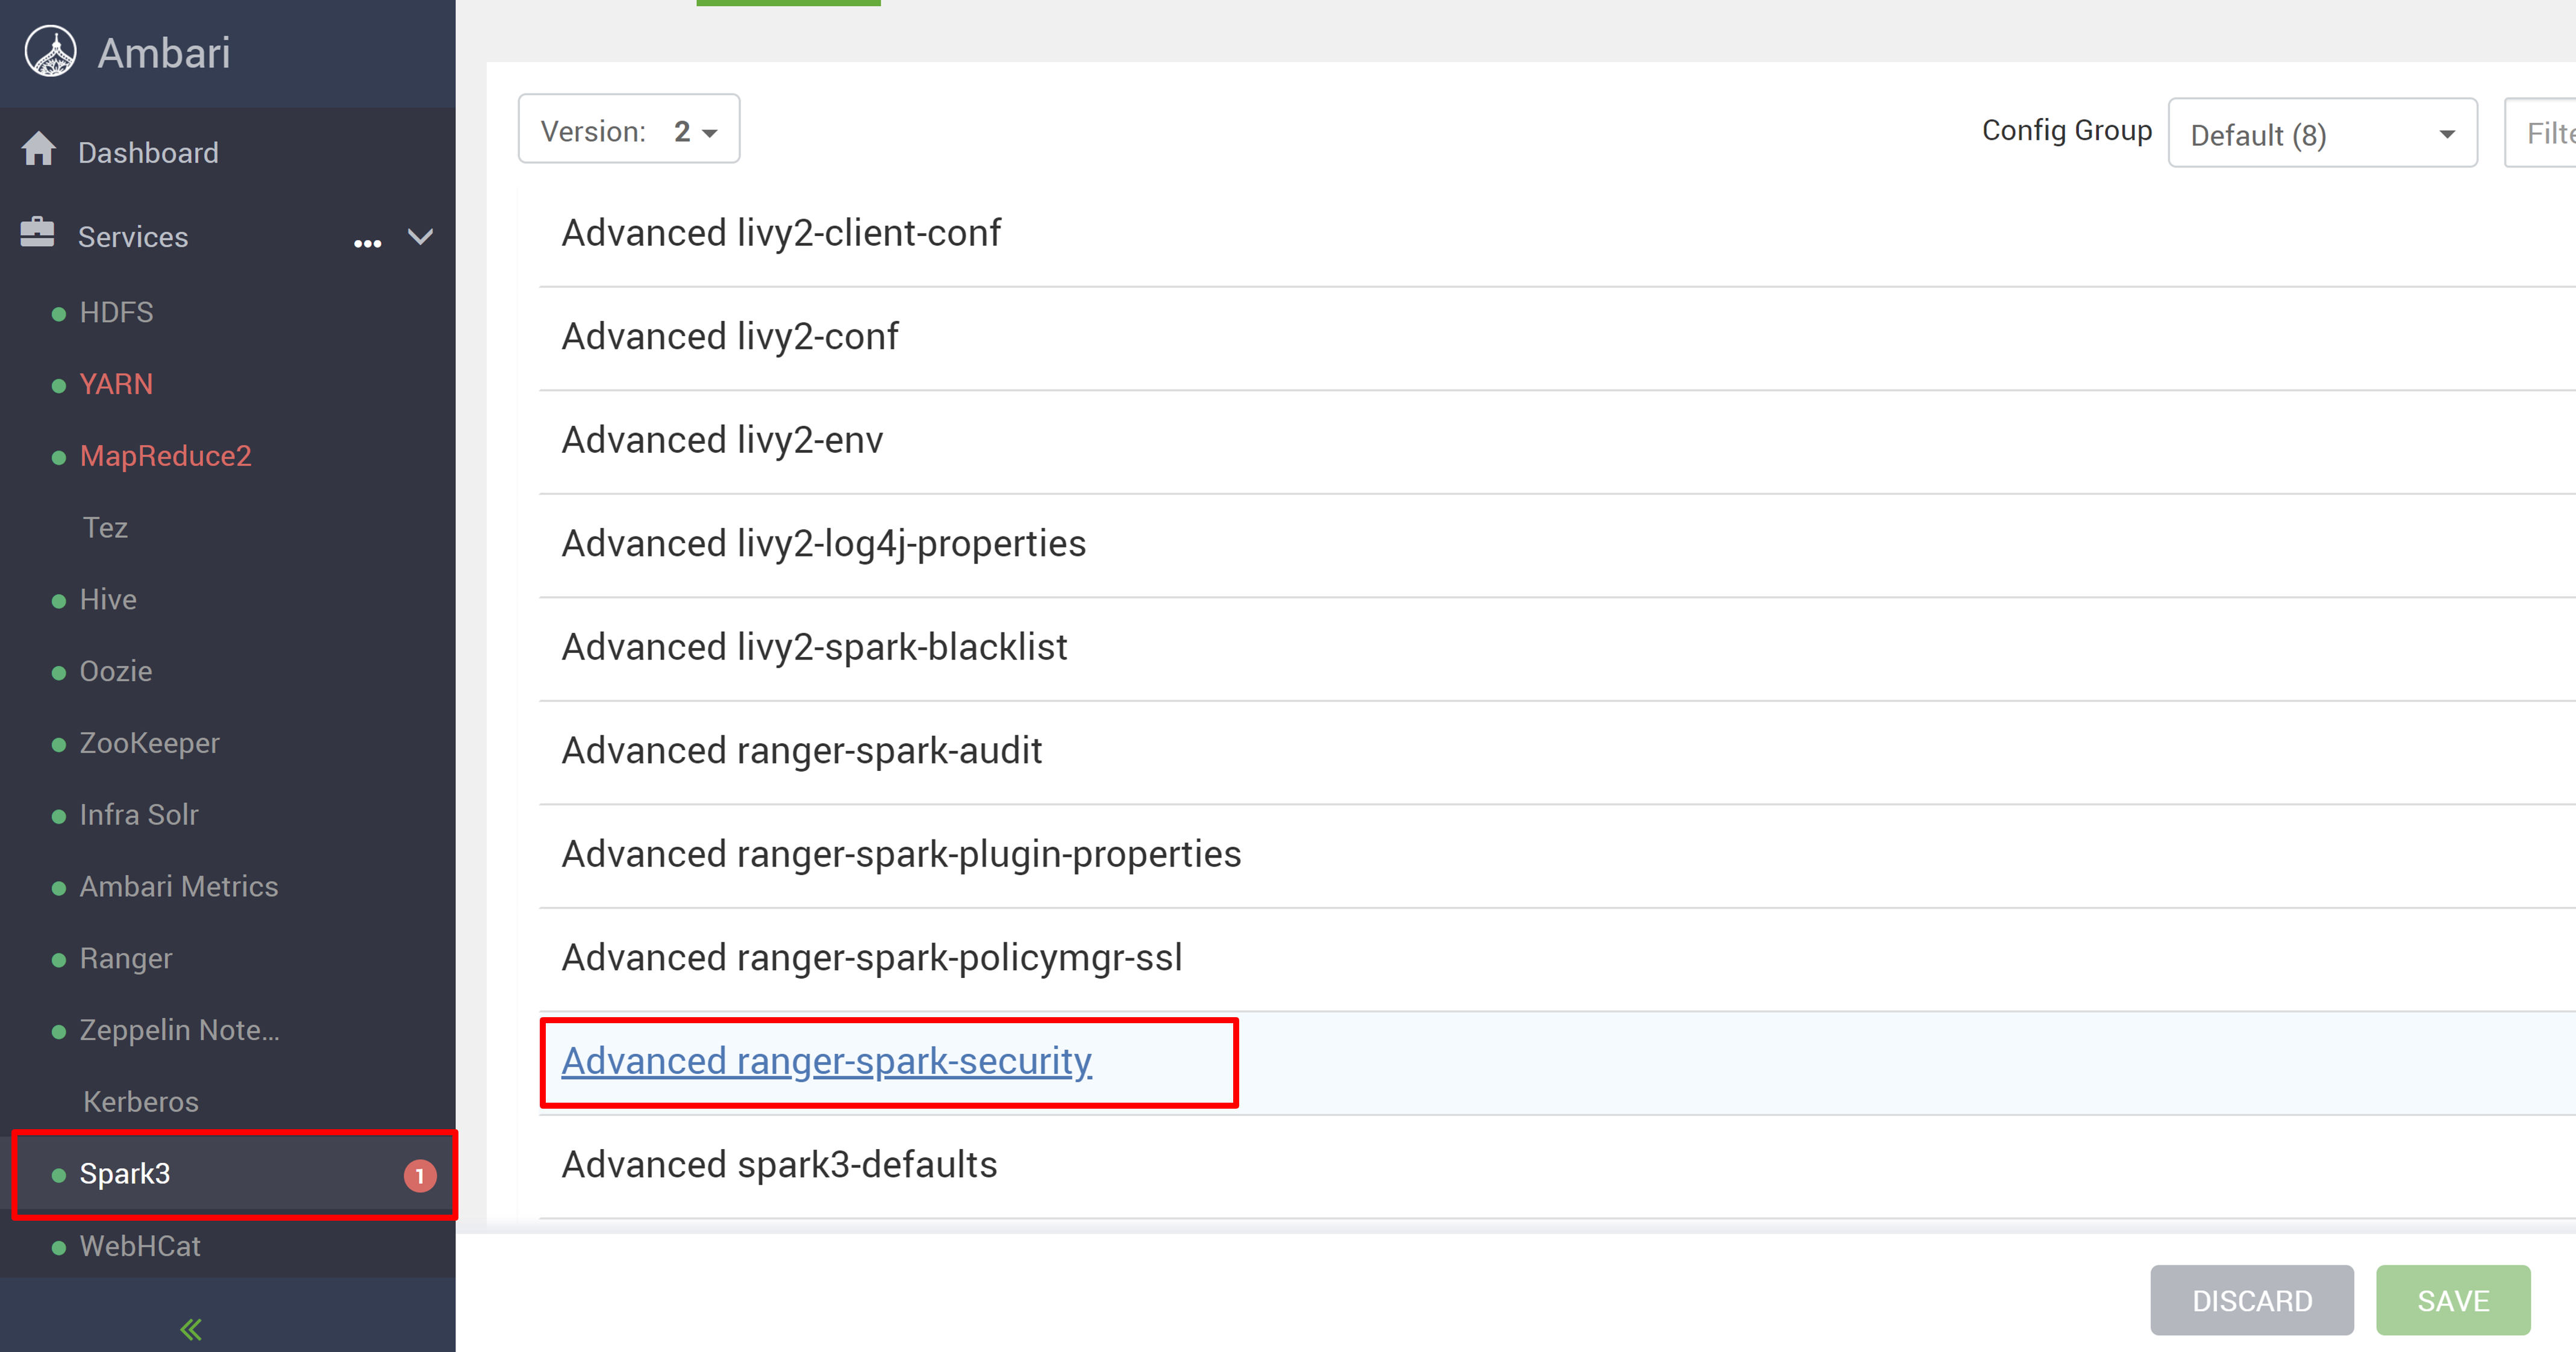 Ambari
Dashboard
Services ...
HDFS
YARN
MapReduce2
Tez
Hive
Oozie
ZooKeeper
Infra Solr
Ambari Metrics
Ranger
Zeppelin Note...
Kerberos
Spark3 1
WebHCat
Version: 2
Config Group Default (8)
Filte
Advanced livy2-client-conf
Advanced livy2-conf
Advanced livy2-env
Advanced livy2-log4j-properties
Advanced livy2-spark-blacklist
Advanced ranger-spark-audit
Advanced ranger-spark-plugin-properties
Advanced ranger-spark-policymgr-ssl
Advanced ranger-spark-security
Advanced spark3-defaults
DISCARD SAVE